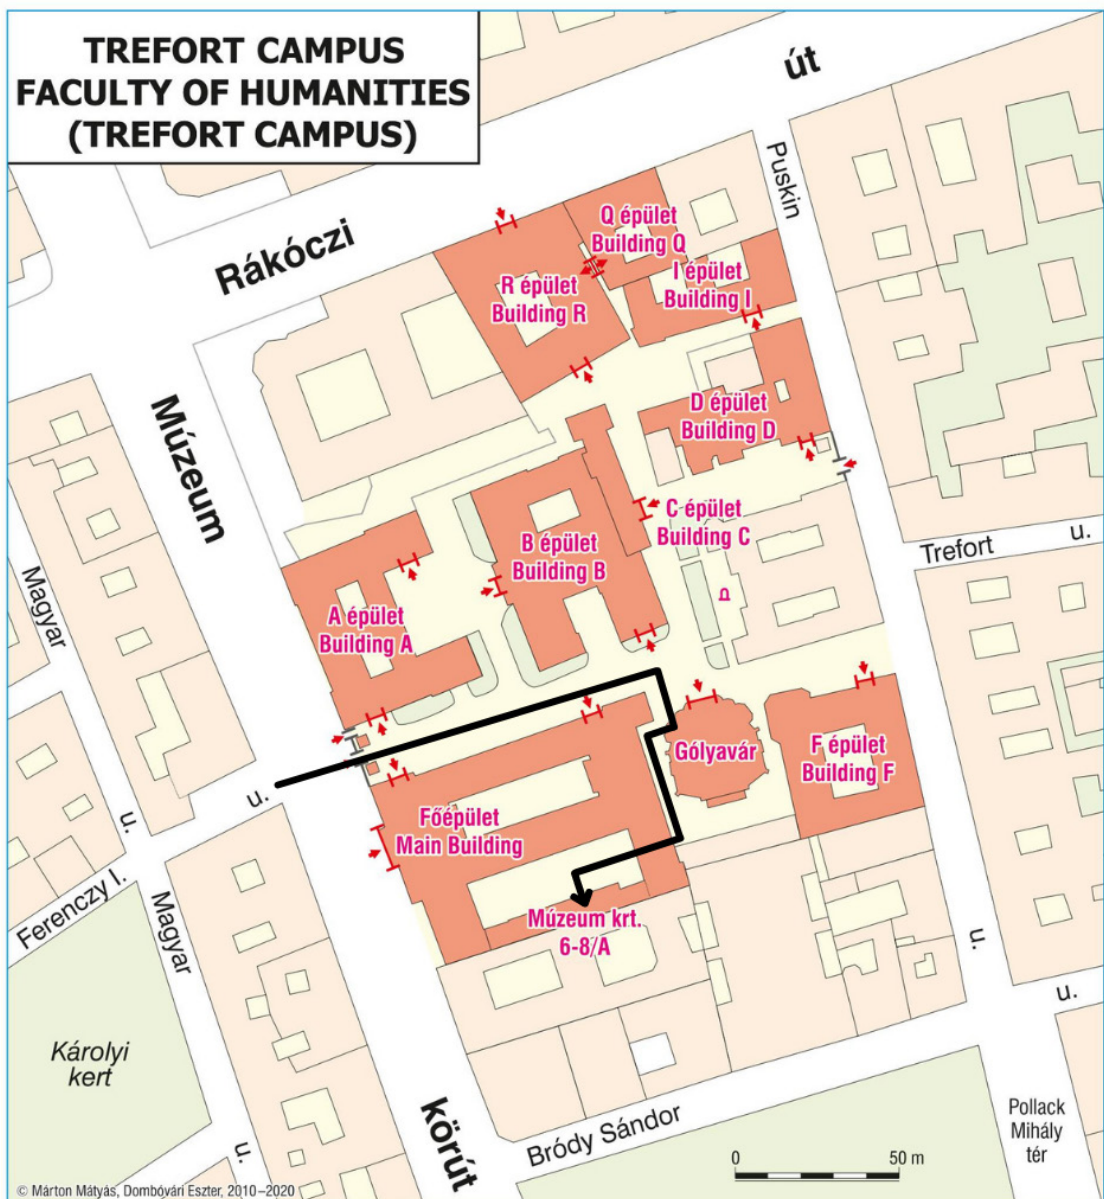 TREFORT CAMPUS
FACULTY OF HUMANITIES
(TREFORT CAMPUS)
út
Rákóczi
Puskin
Q épület
Building Q
R épület
Building R
I épület
Building I
D épület
Building D
Múzeum
C épület
Building C
B épület
Building B
Trefort
u.
Magyar
A épület
Building A
P
Gólyavár
F épület
Building F
u.
u.
Főépület
Main Building
Ferenczy I.
Magyar
Múzeum krt.
6-8/A
u.
u.
Károlyi
kert
körút
Bródy Sándor
Pollack
Mihály
tér
u.
0
50 m
© Márton Mátyás, Dombóvári Eszter, 2010–2020